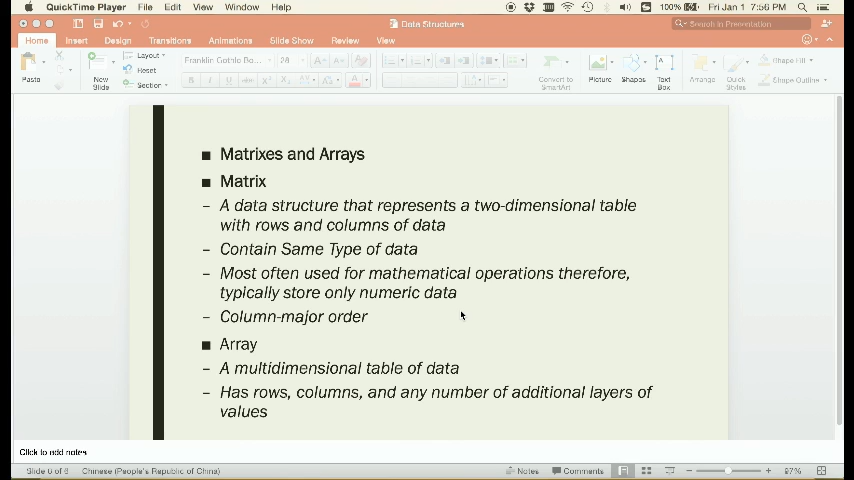 QuickTime Player File Edit View Window Help 100% Fri Jan 1 7:56 PM
Data Structures Search in Presentation
Home Insert Design Transitions Animations Slide Show Review View
Paste New Slide Layout Reset Section Franklin Gothic Bo... 28 Convert to SmartArt Picture Shapes Text Box Arrange Quick Styles Shape Fill Shape Outline
■ Matrixes and Arrays
■ Matrix
– A data structure that represents a two-dimensional table
with rows and columns of data
– Contain Same Type of data
– Most often used for mathematical operations therefore,
typically store only numeric data
– Column-major order
■ Array
– A multidimensional table of data
– Has rows, columns, and any number of additional layers of
values
Click to add notes
Slide 6 of 6 Chinese (People's Republic of China) Notes Comments 97%